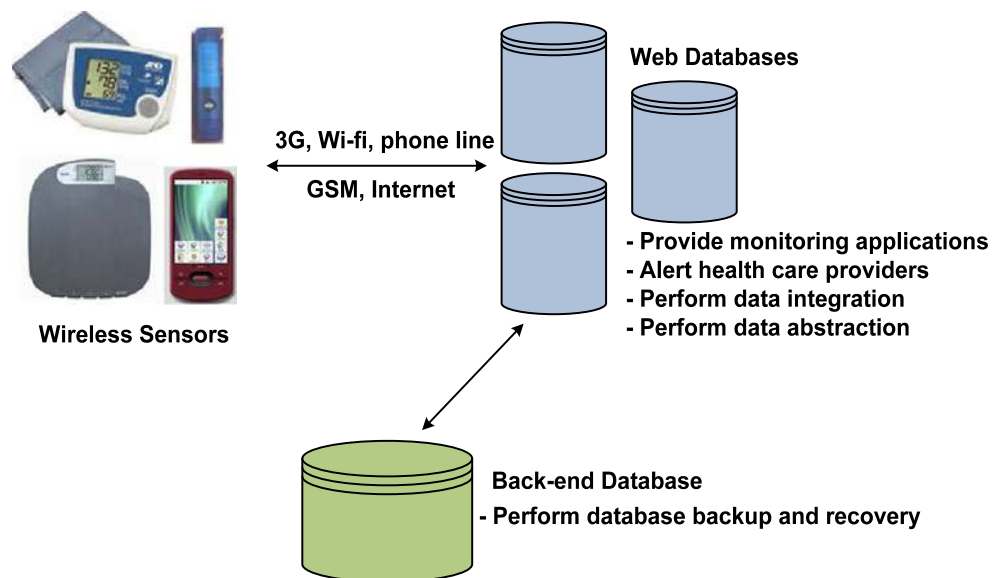 Web Databases
3G, Wi-fi, phone line
GSM, Internet
- Provide monitoring applications
- Alert health care providers
- Perform data integration
- Perform data abstraction
Wireless Sensors
Back-end Database
- Perform database backup and recovery